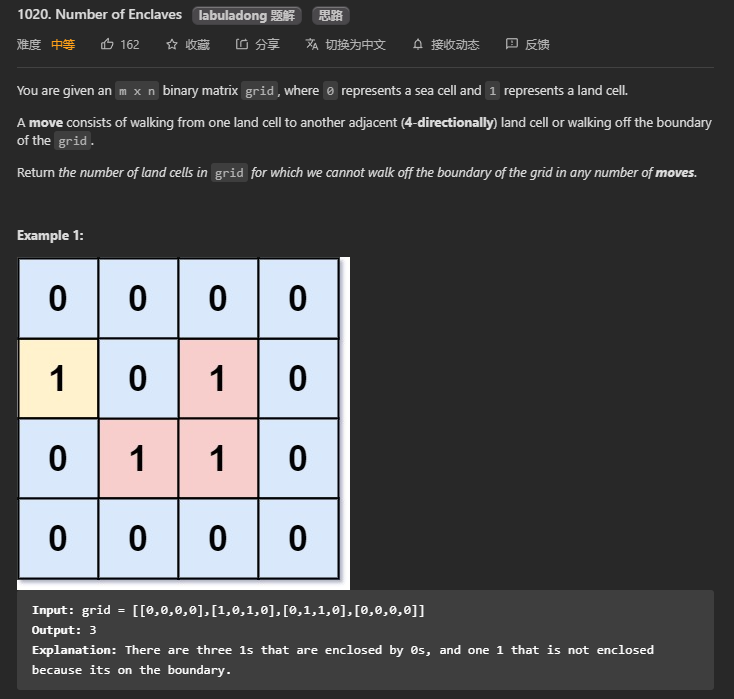 1020. Number of Enclaves labuladong 题解 思路
难度 中等 162 收藏 分享 切换为中文 接收动态 反馈
You are given an m x n binary matrix grid, where 0 represents a sea cell and 1 represents a land cell.
A move consists of walking from one land cell to another adjacent (4-directionally) land cell or walking off the boundary
of the grid.
Return the number of land cells in grid for which we cannot walk off the boundary of the grid in any number of moves.
Example 1:
0 0 0 0
1 0 1 0
0 1 1 0
0 0 0 0
Input: grid = [[0,0,0,0],[1,0,1,0],[0,1,1,0],[0,0,0,0]]
Output: 3
Explanation: There are three 1s that are enclosed by 0s, and one 1 that is not enclosed
because its on the boundary.